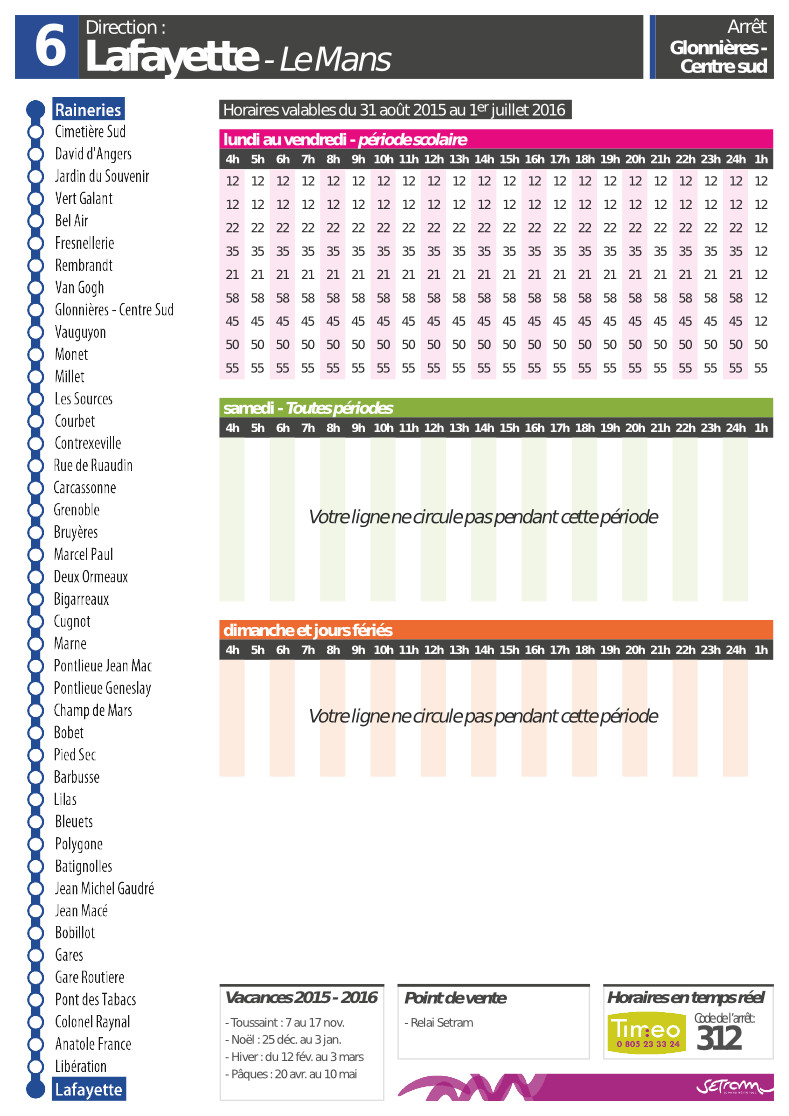 6
Direction :
Lafayette - Le Mans
Arrêt
Glonnières -
Centre sud
Raineries
Cimetière Sud
David d'Angers
Jardin du Souvenir
Vert Galant
Bel Air
Fresnellerie
Rembrandt
Van Gogh
Glonnières - Centre Sud
Vauguyon
Monet
Millet
Les Sources
Courbet
Contrexeville
Rue de Ruaudin
Carcassonne
Grenoble
Bruyères
Marcel Paul
Deux Ormeaux
Bigarreaux
Cugnot
Marne
Pontlieue Jean Mac
Pontlieue Geneslay
Champ de Mars
Bobet
Pied Sec
Barbusse
Lilas
Bleuets
Polygone
Batignolles
Jean Michel Gaudré
Jean Macé
Bobillot
Gares
Gare Routiere
Pont des Tabacs
Colonel Raynal
Anatole France
Libération
Lafayette
Horaires valables du 31 août 2015 au 1er juillet 2016
lundi au vendredi - période scolaire
4h 5h 6h 7h 8h 9h 10h 11h 12h 13h 14h 15h 16h 17h 18h 19h 20h 21h 22h 23h 24h 1h
12 12 12 12 12 12 12 12 12 12 12 12 12 12 12 12 12 12 12 12 12 12
12 12 12 12 12 12 12 12 12 12 12 12 12 12 12 12 12 12 12 12 12 12
22 22 22 22 22 22 22 22 22 22 22 22 22 22 22 22 22 22 22 22 22 12
35 35 35 35 35 35 35 35 35 35 35 35 35 35 35 35 35 35 35 35 35 12
21 21 21 21 21 21 21 21 21 21 21 21 21 21 21 21 21 21 21 21 21 12
58 58 58 58 58 58 58 58 58 58 58 58 58 58 58 58 58 58 58 58 58 12
45 45 45 45 45 45 45 45 45 45 45 45 45 45 45 45 45 45 45 45 45 12
50 50 50 50 50 50 50 50 50 50 50 50 50 50 50 50 50 50 50 50 50 50
55 55 55 55 55 55 55 55 55 55 55 55 55 55 55 55 55 55 55 55 55 55
samedi - Toutes périodes
4h 5h 6h 7h 8h 9h 10h 11h 12h 13h 14h 15h 16h 17h 18h 19h 20h 21h 22h 23h 24h 1h
Votre ligne ne circule pas pendant cette période
dimanche et jours fériés
4h 5h 6h 7h 8h 9h 10h 11h 12h 13h 14h 15h 16h 17h 18h 19h 20h 21h 22h 23h 24h 1h
Votre ligne ne circule pas pendant cette période
Vacances 2015 - 2016
- Toussaint : 7 au 17 nov.
- Noël : 25 déc. au 3 jan.
- Hiver : du 12 fév. au 3 mars
- Pâques : 20 avr. au 10 mai
Point de vente
- Relai Setram
Horaires en temps réel
Timeo
0 805 23 33 24
Code de l'arrêt :
312
Setram